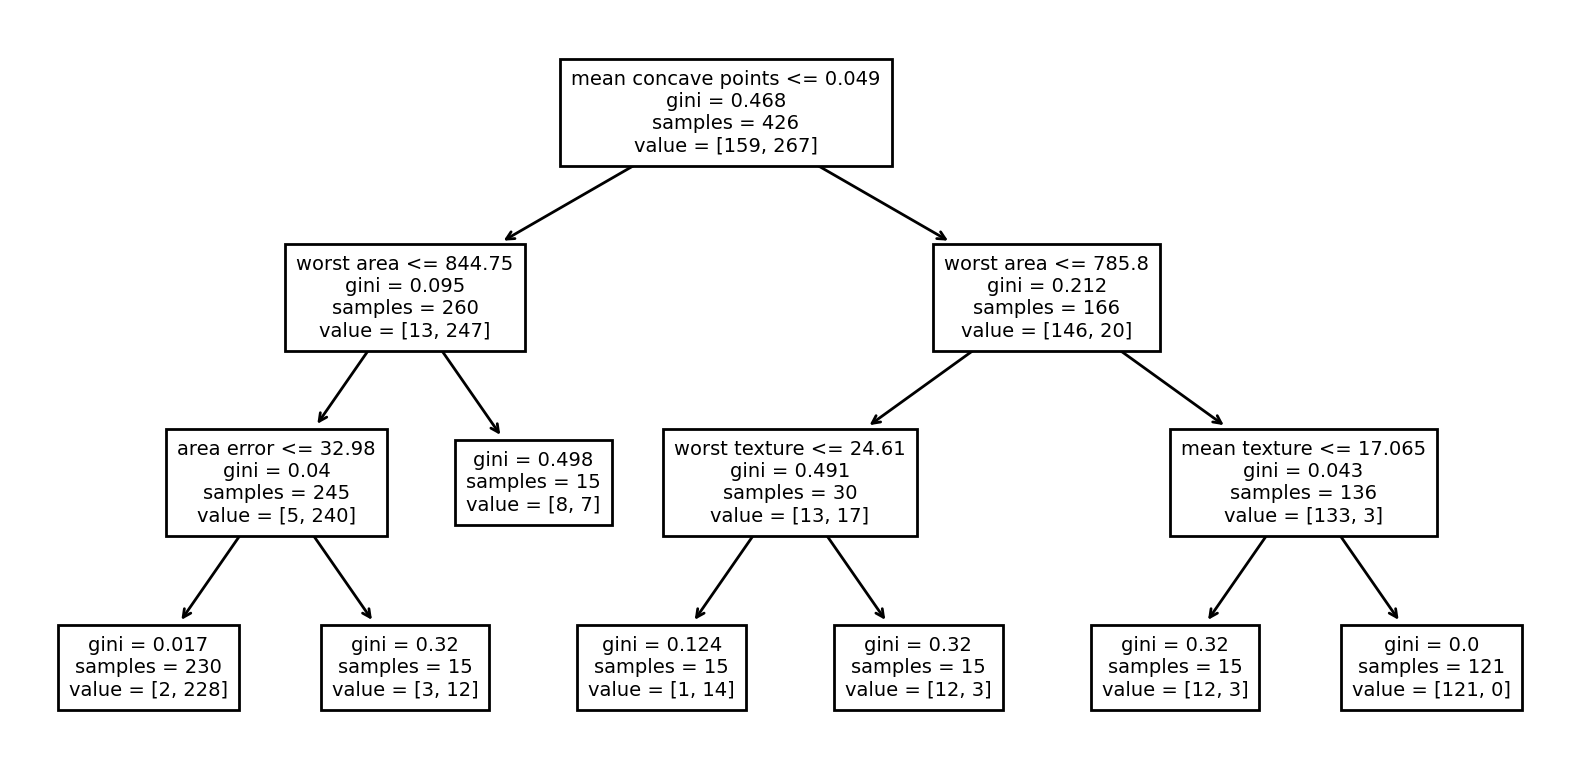 mean concave points <= 0.049
gini = 0.468
samples = 426
value = [159, 267]
worst area <= 844.75
gini = 0.095
samples = 260
value = [13, 247]
worst area <= 785.8
gini = 0.212
samples = 166
value = [146, 20]
area error <= 32.98
gini = 0.04
samples = 245
value = [5, 240]
gini = 0.498
samples = 15
value = [8, 7]
worst texture <= 24.61
gini = 0.491
samples = 30
value = [13, 17]
mean texture <= 17.065
gini = 0.043
samples = 136
value = [133, 3]
gini = 0.017
samples = 230
value = [2, 228]
gini = 0.32
samples = 15
value = [3, 12]
gini = 0.124
samples = 15
value = [1, 14]
gini = 0.32
samples = 15
value = [12, 3]
gini = 0.32
samples = 15
value = [12, 3]
gini = 0.0
samples = 121
value = [121, 0]